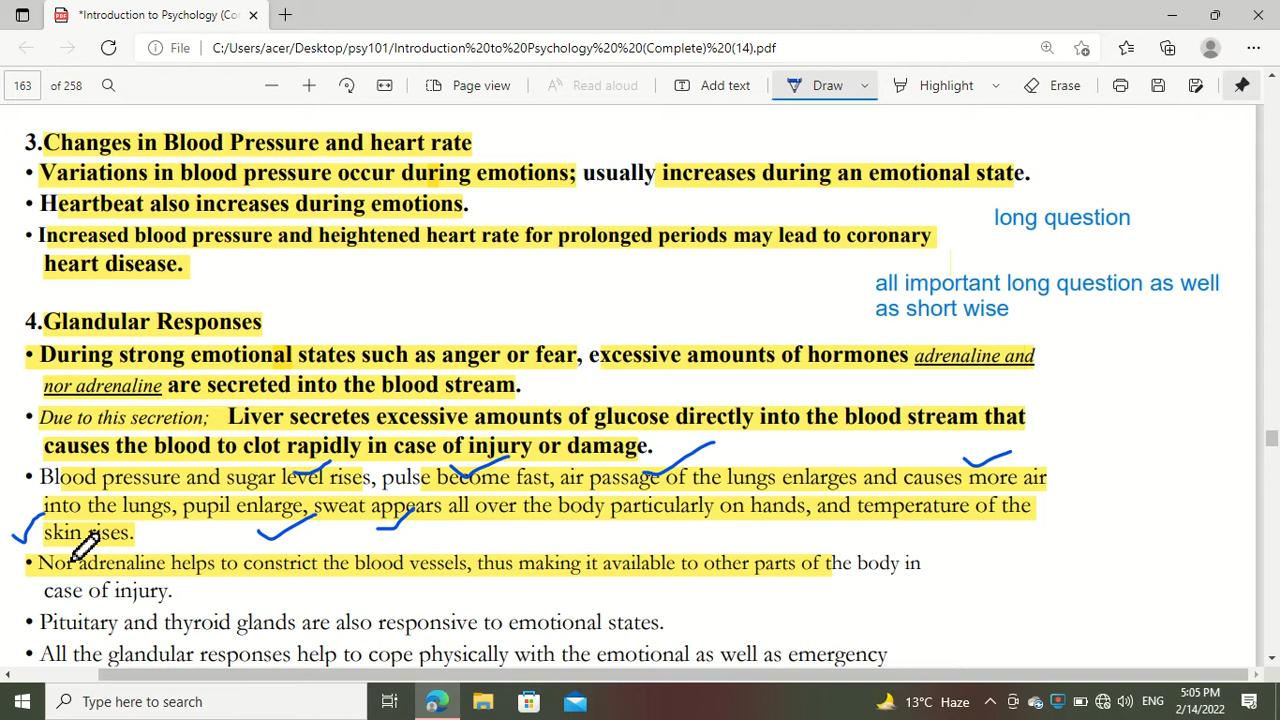 *Introduction to Psychology (Co
File
C:/Users/acer/Desktop/psy101/Introduction%20to%20Psychology%20%20(Complete)%20(14).pdf
163 of 258
Page view
Read aloud
Add text
Draw
Highlight
Erase
3.Changes in Blood Pressure and heart rate
• Variations in blood pressure occur during emotions; usually increases during an emotional state.
• Heartbeat also increases during emotions.
long question
• Increased blood pressure and heightened heart rate for prolonged periods may lead to coronary
heart disease.
all important long question as well
as short wise
4.Glandular Responses
• During strong emotional states such as anger or fear, excessive amounts of hormones adrenaline and
nor adrenaline are secreted into the blood stream.
• Due to this secretion; Liver secretes excessive amounts of glucose directly into the blood stream that
causes the blood to clot rapidly in case of injury or damage.
• Blood pressure and sugar level rises, pulse become fast, air passage of the lungs enlarges and causes more air
into the lungs, pupil enlarge, sweat appears all over the body particularly on hands, and temperature of the
skin rises.
• Nor adrenaline helps to constrict the blood vessels, thus making it available to other parts of the body in
case of injury.
• Pituitary and thyroid glands are also responsive to emotional states.
• All the glandular responses help to cope physically with the emotional as well as emergency
Type here to search
13°C Haze
ENG
5:05 PM
2/14/2022